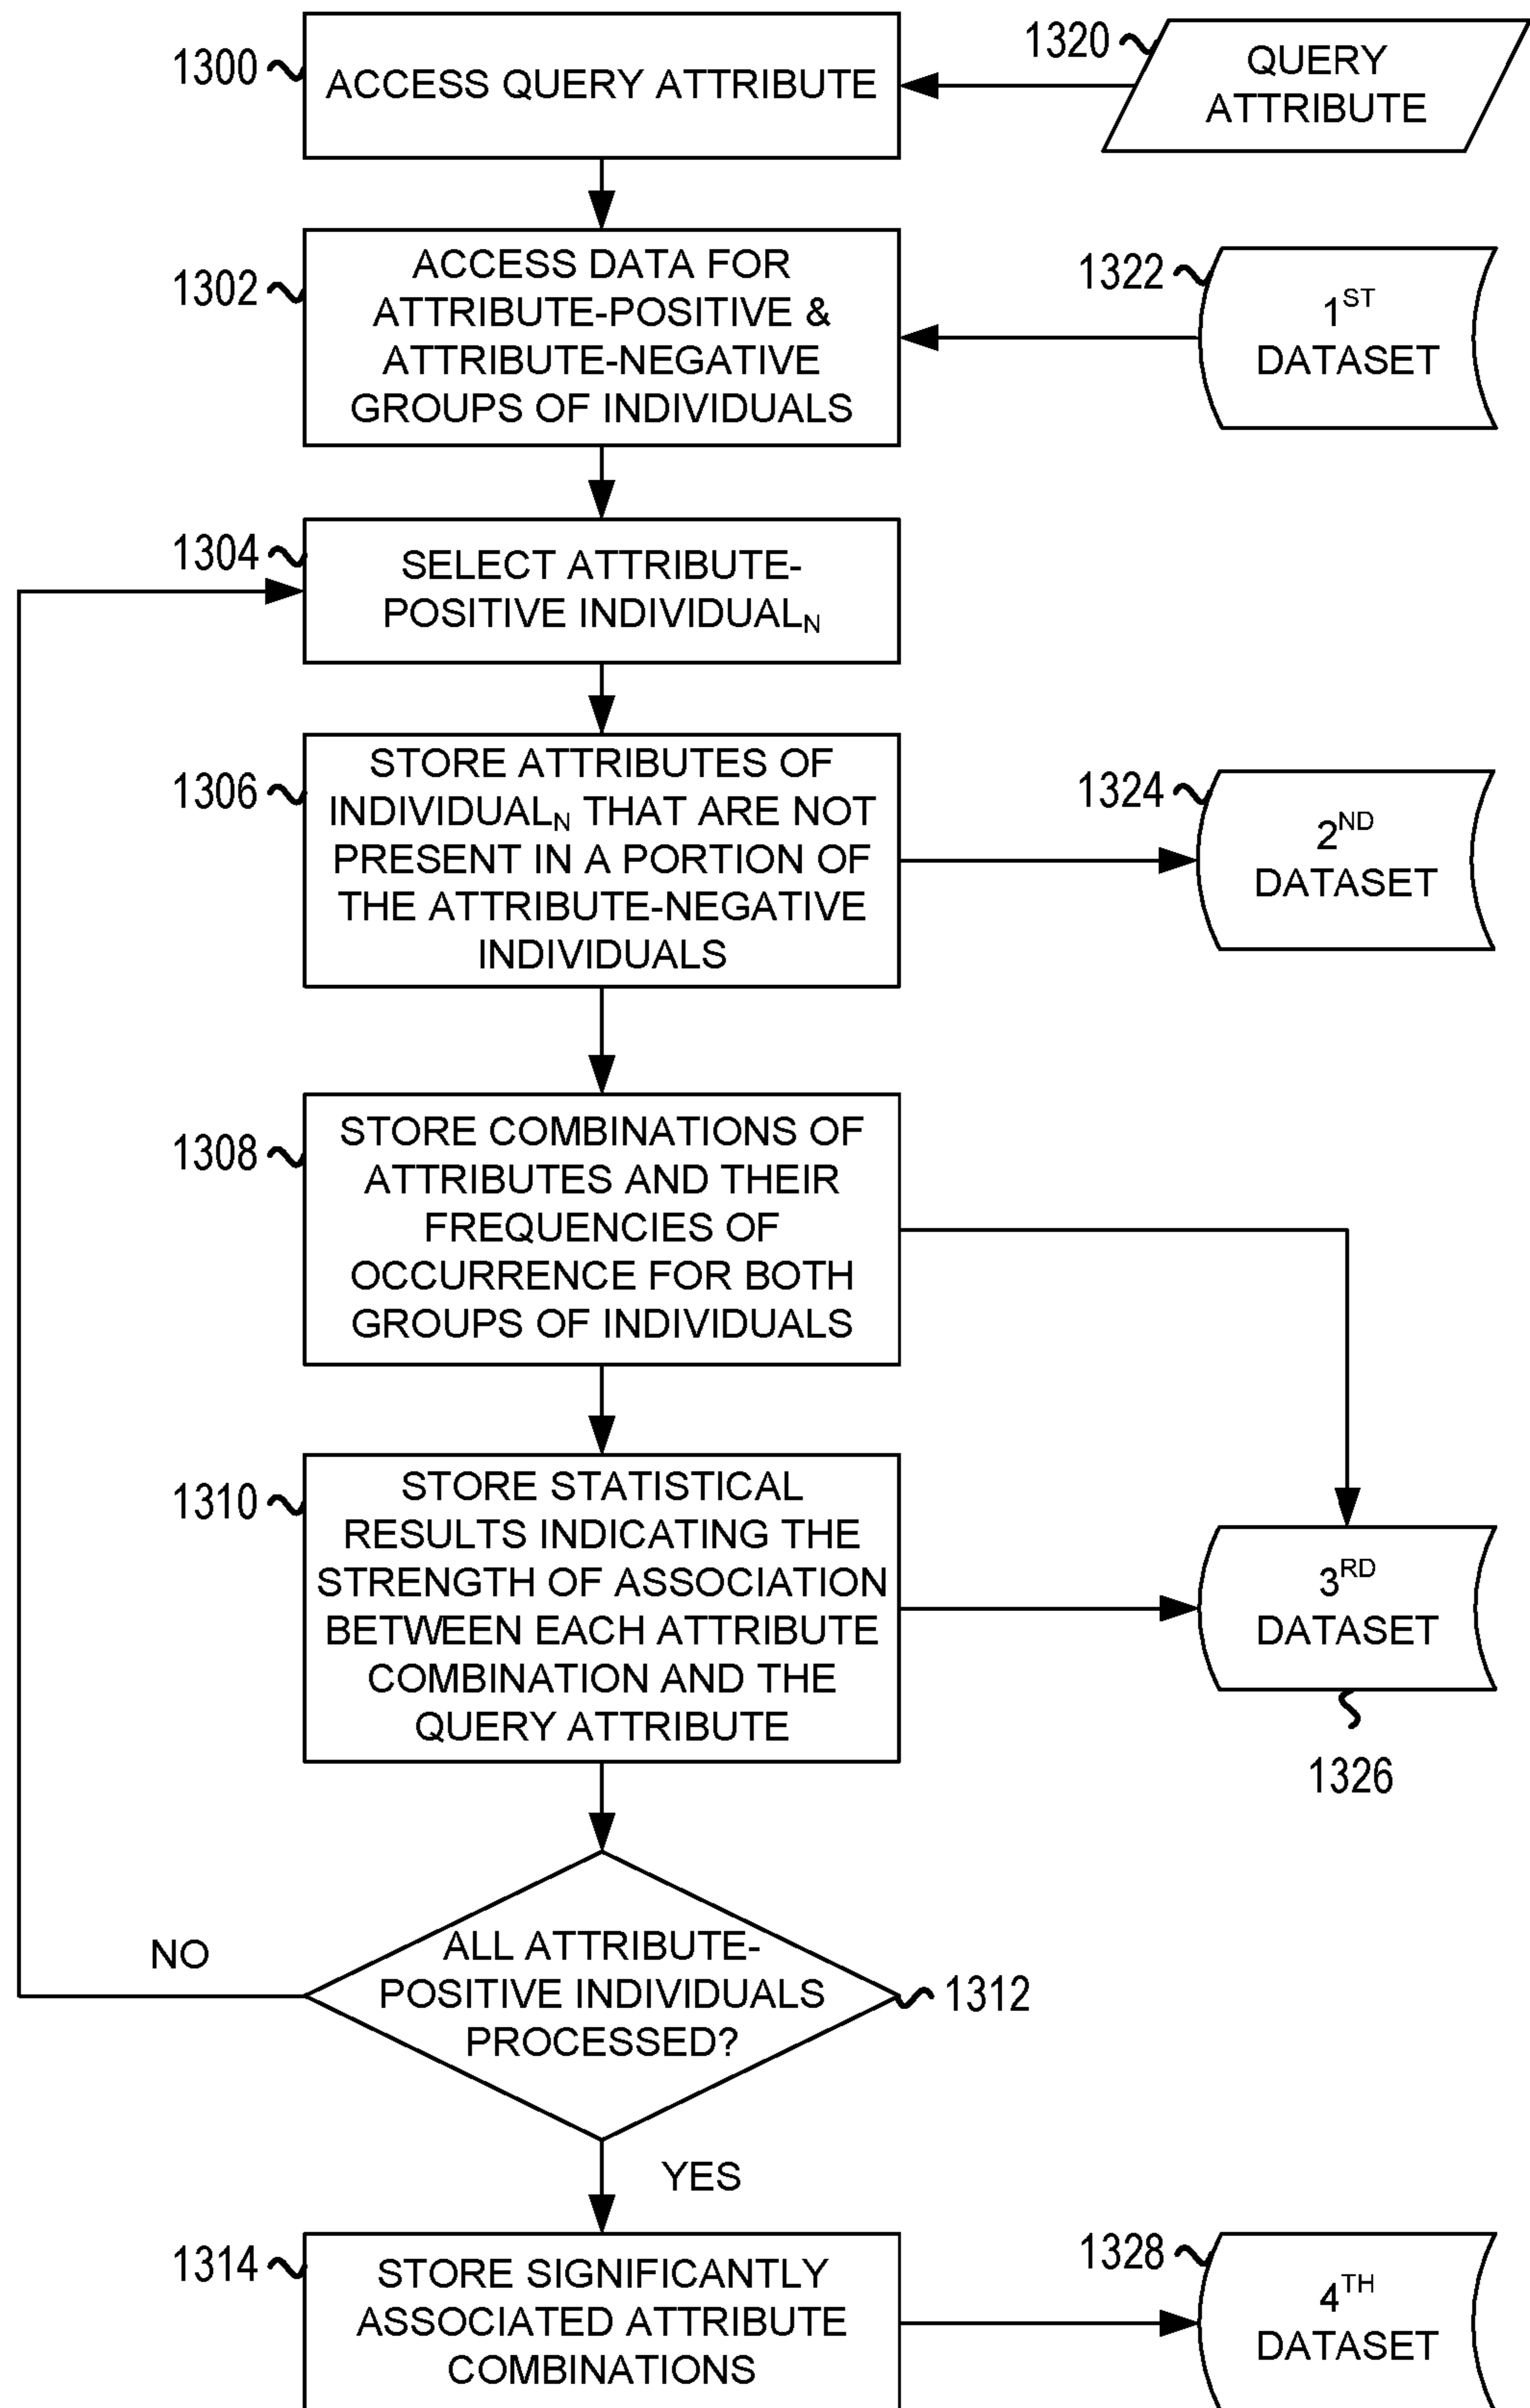 1300
ACCESS QUERY ATTRIBUTE
1320
QUERY
ATTRIBUTE
1302
ACCESS DATA FOR
ATTRIBUTE-POSITIVE &
ATTRIBUTE-NEGATIVE
GROUPS OF INDIVIDUALS
1322
1ST
DATASET
1304
SELECT ATTRIBUTE-
POSITIVE INDIVIDUALN
1306
STORE ATTRIBUTES OF
INDIVIDUALN THAT ARE NOT
PRESENT IN A PORTION OF
THE ATTRIBUTE-NEGATIVE
INDIVIDUALS
1324
2ND
DATASET
1308
STORE COMBINATIONS OF
ATTRIBUTES AND THEIR
FREQUENCIES OF
OCCURRENCE FOR BOTH
GROUPS OF INDIVIDUALS
1310
STORE STATISTICAL
RESULTS INDICATING THE
STRENGTH OF ASSOCIATION
BETWEEN EACH ATTRIBUTE
COMBINATION AND THE
QUERY ATTRIBUTE
3RD
DATASET
1326
NO
ALL ATTRIBUTE-
POSITIVE INDIVIDUALS
PROCESSED?
1312
YES
1314
STORE SIGNIFICANTLY
ASSOCIATED ATTRIBUTE
COMBINATIONS
1328
4TH
DATASET